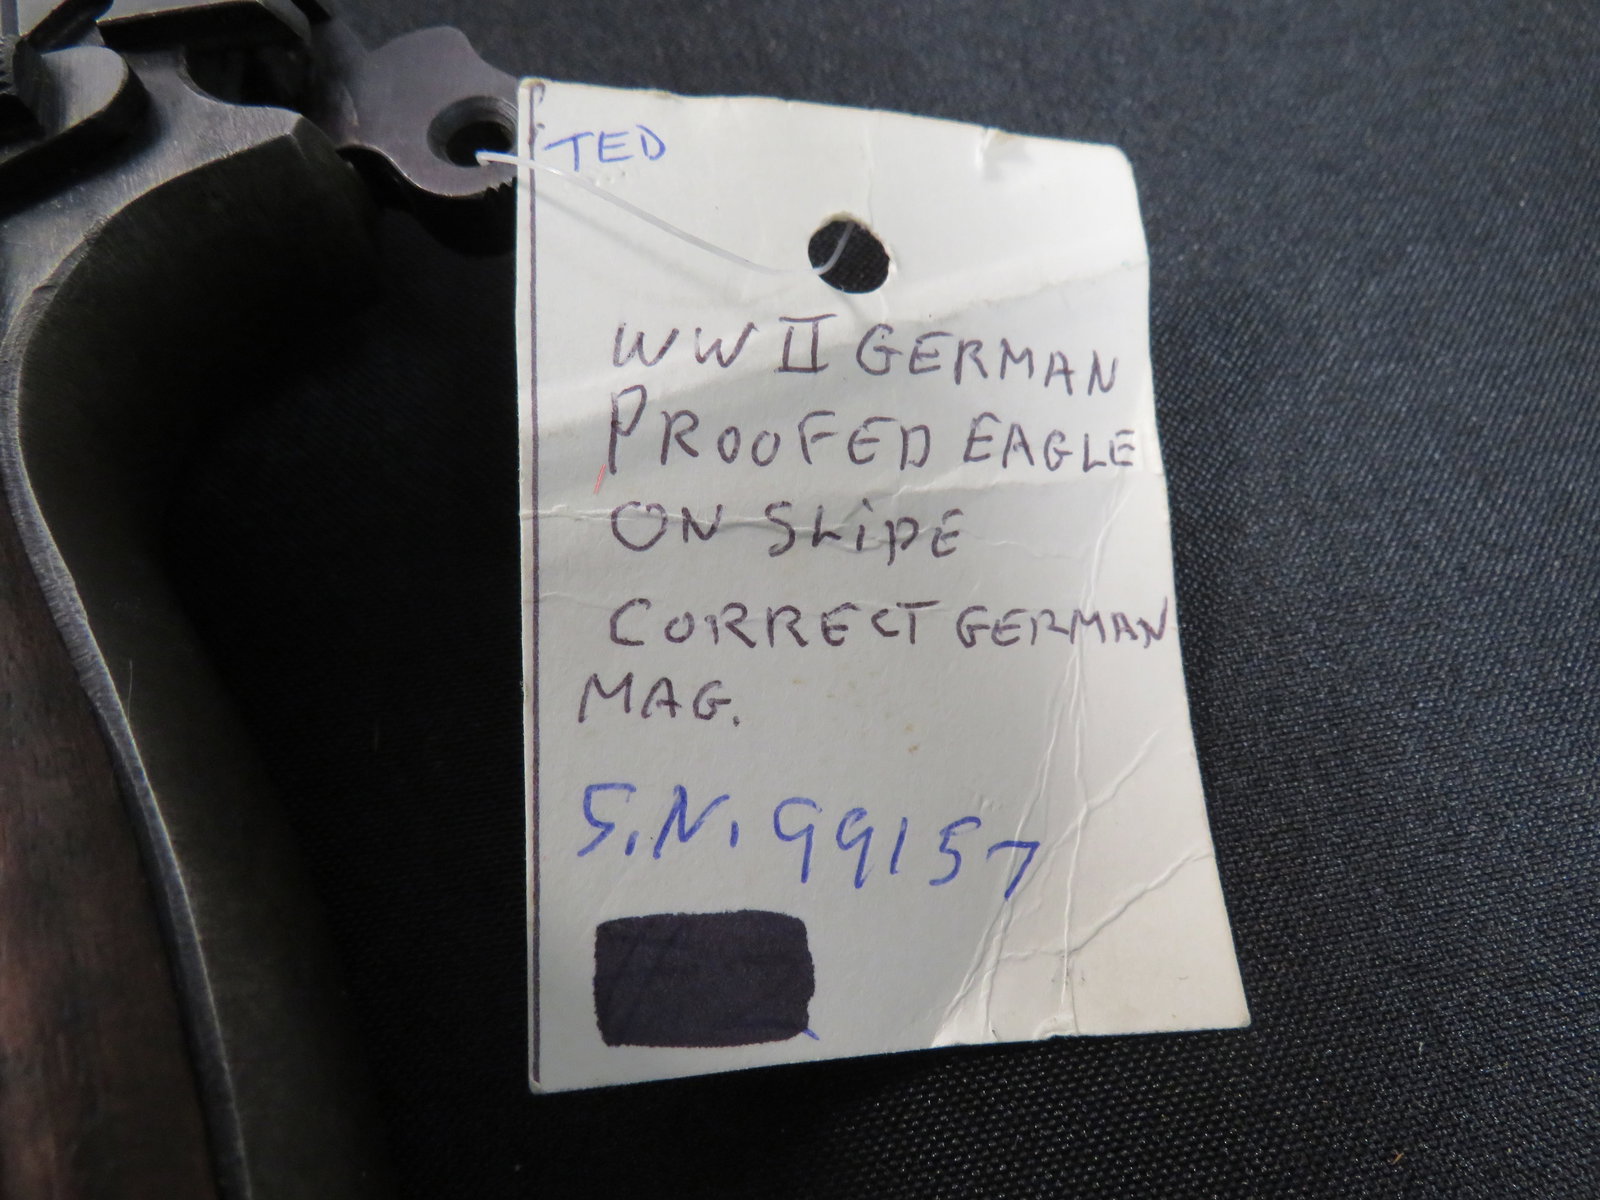 TED
WW II GERMAN
PROOFED EAGLE
ON SLiDE
CORRECT GERMAN
MAG.
S.N. 99157